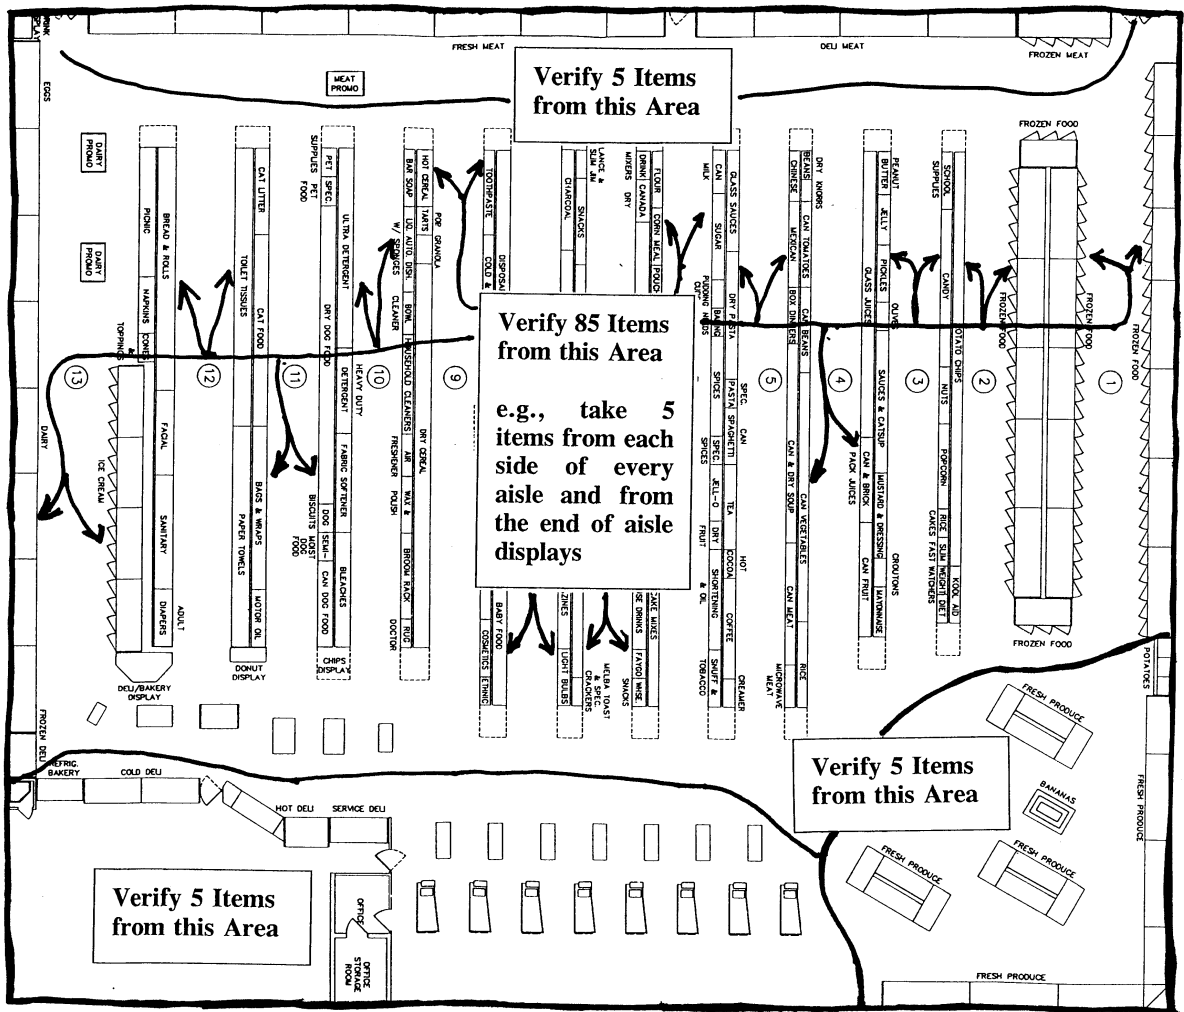 DRINK
DISPLAY
FRESH MEAT
DELI MEAT
FROZEN MEAT
EGGS
MEAT
PROMO
Verify 5 Items
from this Area
FROZEN FOOD
DAIRY
PROMO
DAIRY
PROMO
PICNIC
NAPKINS
CONES
BREAD & ROLLS
TOPPINGS &
FACIAL
SANITARY
DIAPERS
ADULT
ICE CREAM
DAIRY
TOILET TISSUES
PAPER TOWELS
CAT LITTER
CAT FOOD
BAGS & WRAPS
MOTOR OIL
SUPPLIES PET
FOOD
PET SPEC.
DRY DOG FOOD
BISCUITS MOIST
DOG
FOOD
DOG SEMI-
CAN DOG FOOD
ULTRA DETERGENT
HEAVY DUTY
DETERGENT
FABRIC SOFTENER
BLEACHES
BAR SOAP
LIQ. AUTO. DISH.
W/ SPONGES
BOWL
CLEANER
HOUSEHOLD CLEANERS
AIR
FRESHENER
WAX &
POLISH
BROOM RACK
RUG
DOCTOR
HOT CEREAL
TARTS
POP GRANOLA
DRY CEREAL
TOOTHPASTE
COLD &
COSMETICS
ETHNIC
BABY FOOD
CHARCOAL
SNACKS
LANCE &
SLIM JIM
LIGHT BULBS
MELBA TOAST
& SPEC.
CRACKERS
SNACKS
MIXERS DRY
DRINK CANADA
FLOUR
CORN MEAL
CAKE MIXES
FAYGO WHSE.
MILK
CAN
SUGAR
GLASS SAUCES
BAKING
SPICES
SPEC.
SPICES
JELL-O
DRY
FRUIT
SHORTENING
& OIL
SNUFF &
TOBACCO
DRY PASTA
SPEC.
PASTA
CAN
SPAGHETTI
TEA
HOT
COCOA
COFFEE
CREAMER
BEANS
CHINESE
MEXICAN
BOX DINNERS
DRY KNORRS
CAN TOMATOES
CAN BEANS
CAN & DRY SOUP
CAN VEGETABLES
CAN MEAT
RICE
MICROWAVE
MEAT
PEANUT
BUTTER
JELLY
PICKLES
OLIVES
GLASS JUICES
SAUCES & CATSUP
PACK JUICES
CAN & BRICK
MUSTARD & DRESSING
CAN FRUIT
CROUTONS
MAYONNAISE
SCHOOL
SUPPLIES
CANDY
NUTS
POPCORN
RICE
CAKES
SLIM
FAST
WEIGHT
WATCHERS
DIET
KOOL AID
FROZEN FOOD
FROZEN FOOD
FROZEN FOOD
Verify 85 Items
from this Area
e.g., take 5
items from each
side of every
aisle and from
the end of aisle
displays
13
12
11
10
9
5
4
3
2
1
FROZEN FOOD
POTATOES
DELI/BAKERY
DISPLAY
DONUT
DISPLAY
CHIPS
DISPLAY
FROZEN DELI
REFRIG.
BAKERY
COLD DELI
HOT DELI
SERVICE DELI
FRESH PRODUCE
Verify 5 Items
from this Area
BANANAS
FRESH PRODUCE
FRESH PRODUCE
FRESH PRODUCE
Verify 5 Items
from this Area
OFFICE
OFFICE
STORAGE
ROOM
FRESH PRODUCE